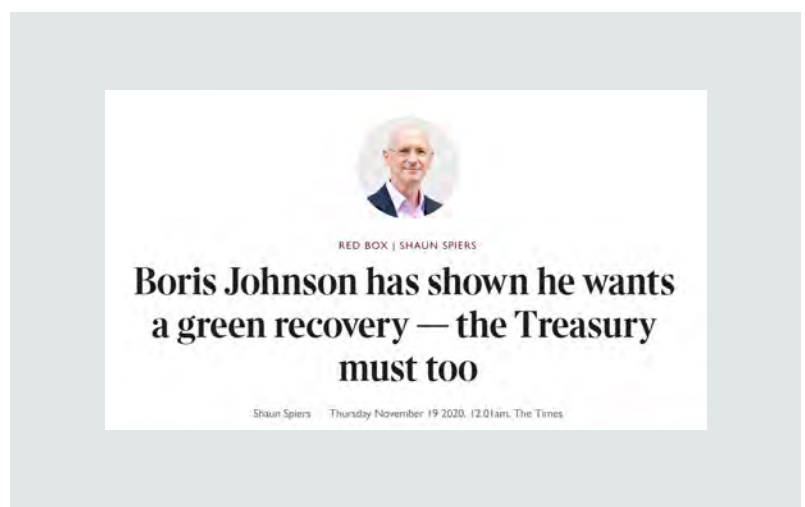 RED BOX | SHAUN SPIERS
Boris Johnson has shown he wants
a green recovery — the Treasury
must too
Shaun Spiers Thursday November 19 2020, 12.01am, The Times